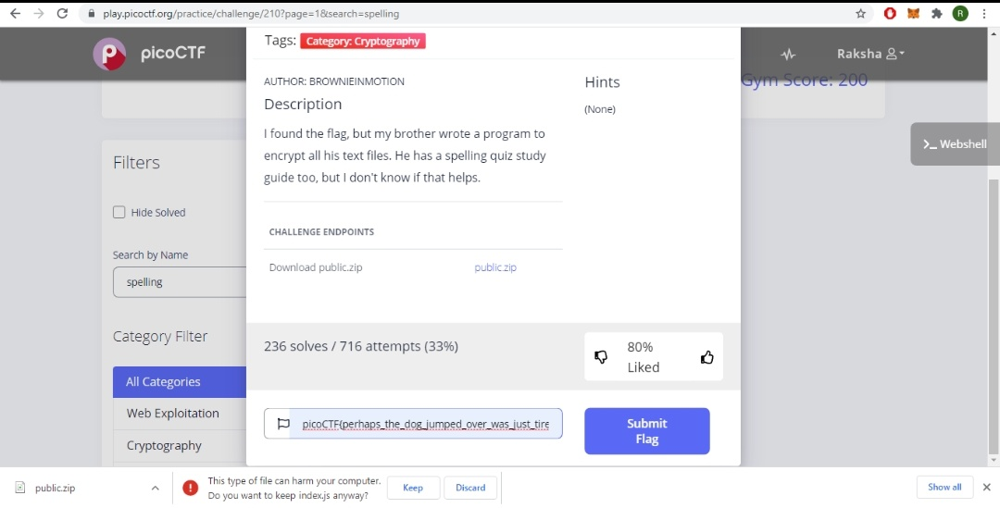 play.picoctf.org/practice/challenge/210?page=1&search=spelling
R
Tags: Category: Cryptography
picoCTF
Raksha
AUTHOR: BROWNIEINMOTION
Hints
Gym Score: 200
Description
(None)
I found the flag, but my brother wrote a program to
encrypt all his text files. He has a spelling quiz study
guide too, but I don't know if that helps.
>_ Webshell
Filters
Hide Solved
CHALLENGE ENDPOINTS
Search by Name
Download public.zip
public.zip
spelling
Category Filter
236 solves / 716 attempts (33%)
80%
Liked
All Categories
Web Exploitation
picoCTF{perhaps_the_dog_jumped_over_was_just_tire
Submit
Flag
Cryptography
public.zip
This type of file can harm your computer.
Do you want to keep index.js anyway?
Keep
Discard
Show all